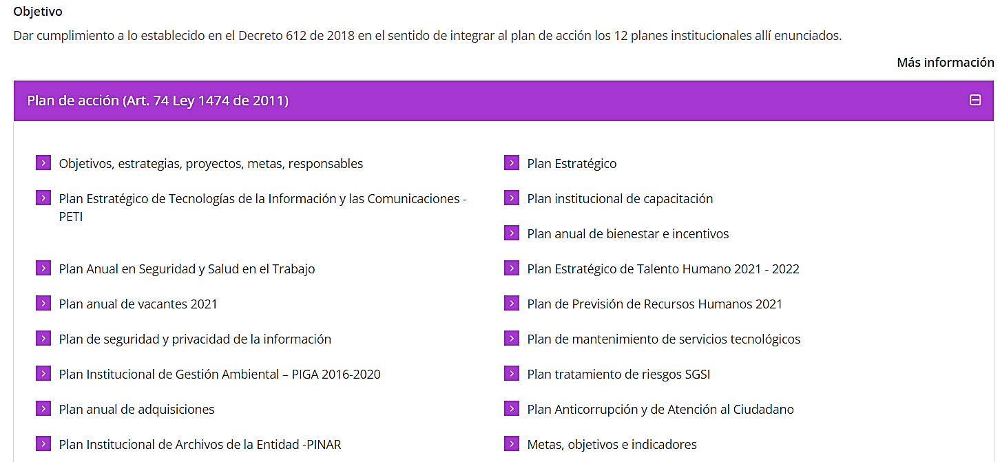 Objetivo
Dar cumplimiento a lo establecido en el Decreto 612 de 2018 en el sentido de integrar al plan de acción los 12 planes institucionales allí enunciados.
Más información
Plan de acción (Art. 74 Ley 1474 de 2011)
Objetivos, estrategias, proyectos, metas, responsables
Plan Estratégico
Plan Estratégico de Tecnologías de la Información y las Comunicaciones -
PETI
Plan institucional de capacitación
Plan anual de bienestar e incentivos
Plan Anual en Seguridad y Salud en el Trabajo
Plan Estratégico de Talento Humano 2021 - 2022
Plan anual de vacantes 2021
Plan de Previsión de Recursos Humanos 2021
Plan de seguridad y privacidad de la información
Plan de mantenimiento de servicios tecnológicos
Plan Institucional de Gestión Ambiental – PIGA 2016-2020
Plan tratamiento de riesgos SGSI
Plan anual de adquisiciones
Plan Anticorrupción y de Atención al Ciudadano
Plan Institucional de Archivos de la Entidad -PINAR
Metas, objetivos e indicadores